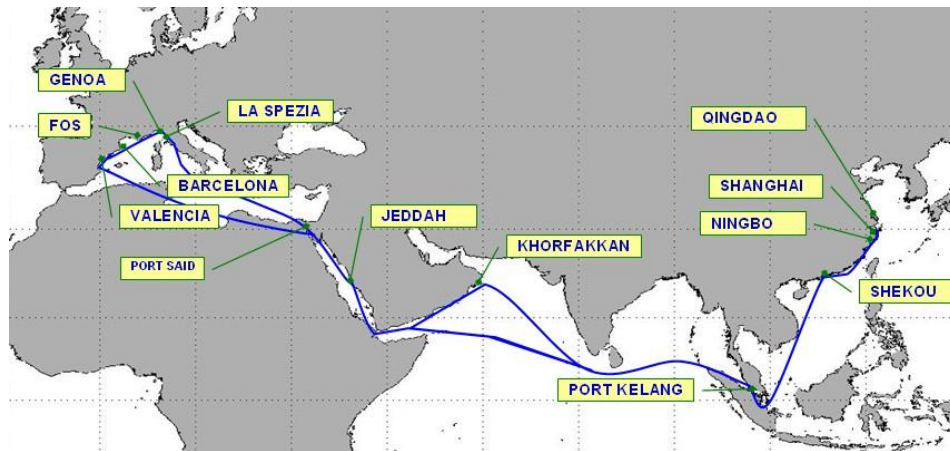 GENOA
LA SPEZIA
FOS
QINGDAO
BARCELONA
SHANGHAI
VALENCIA
JEDDAH
NINGBO
KHORFAKKAN
PORT SAID
SHEKOU
PORT KELANG